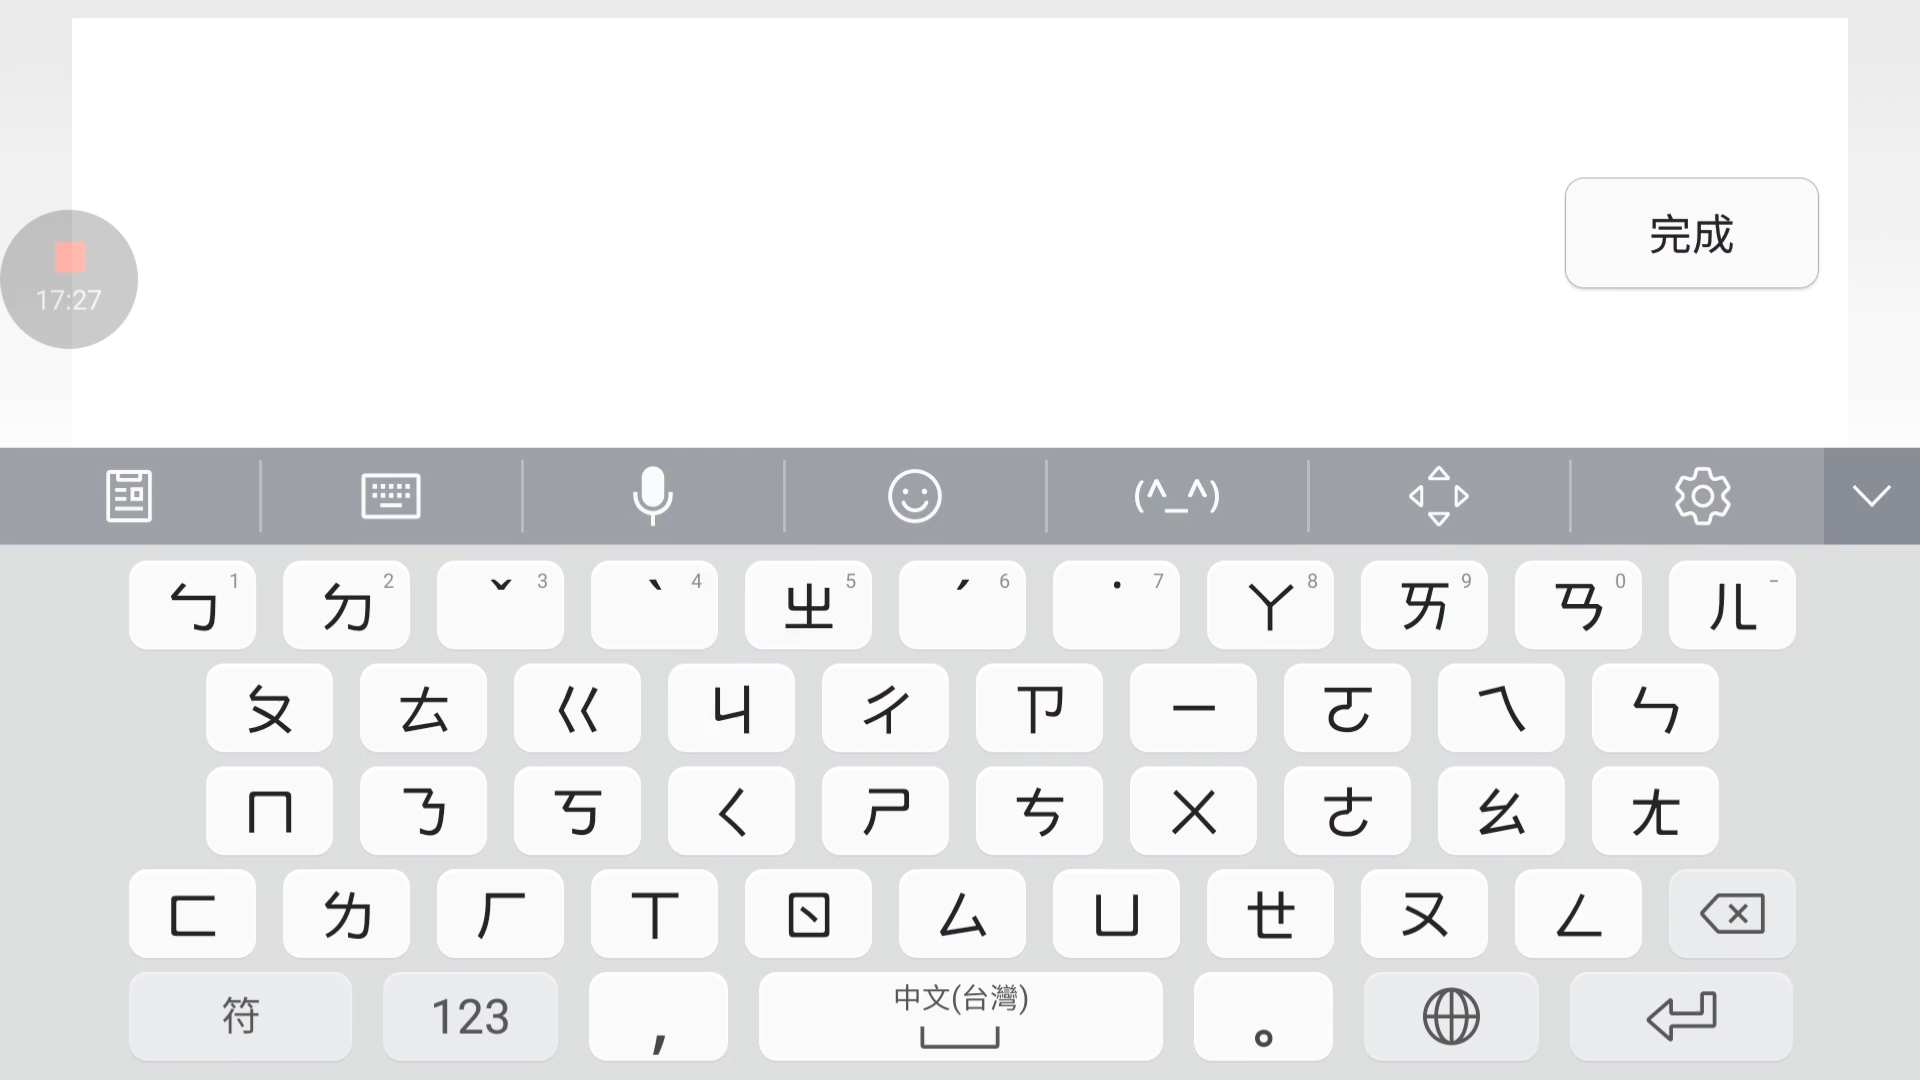 完成
17:27
(^_^)
ㄅ 1 ㄉ 2 ˇ 3 ˋ 4 ㄓ 5 ˊ 6 ˙ 7 ㄚ 8 ㄞ 9 ㄢ 0 ㄦ -
ㄆ ㄊ ㄍ ㄐ ㄔ ㄗ ㄧ ㄛ ㄟ ㄣ
ㄇ ㄋ ㄎ ㄑ ㄕ ㄘ ㄨ ㄜ ㄠ ㄤ
ㄈ ㄌ ㄏ ㄒ ㄖ ㄙ ㄩ ㄝ ㄡ ㄥ
符 123 , 中文(台灣) 。